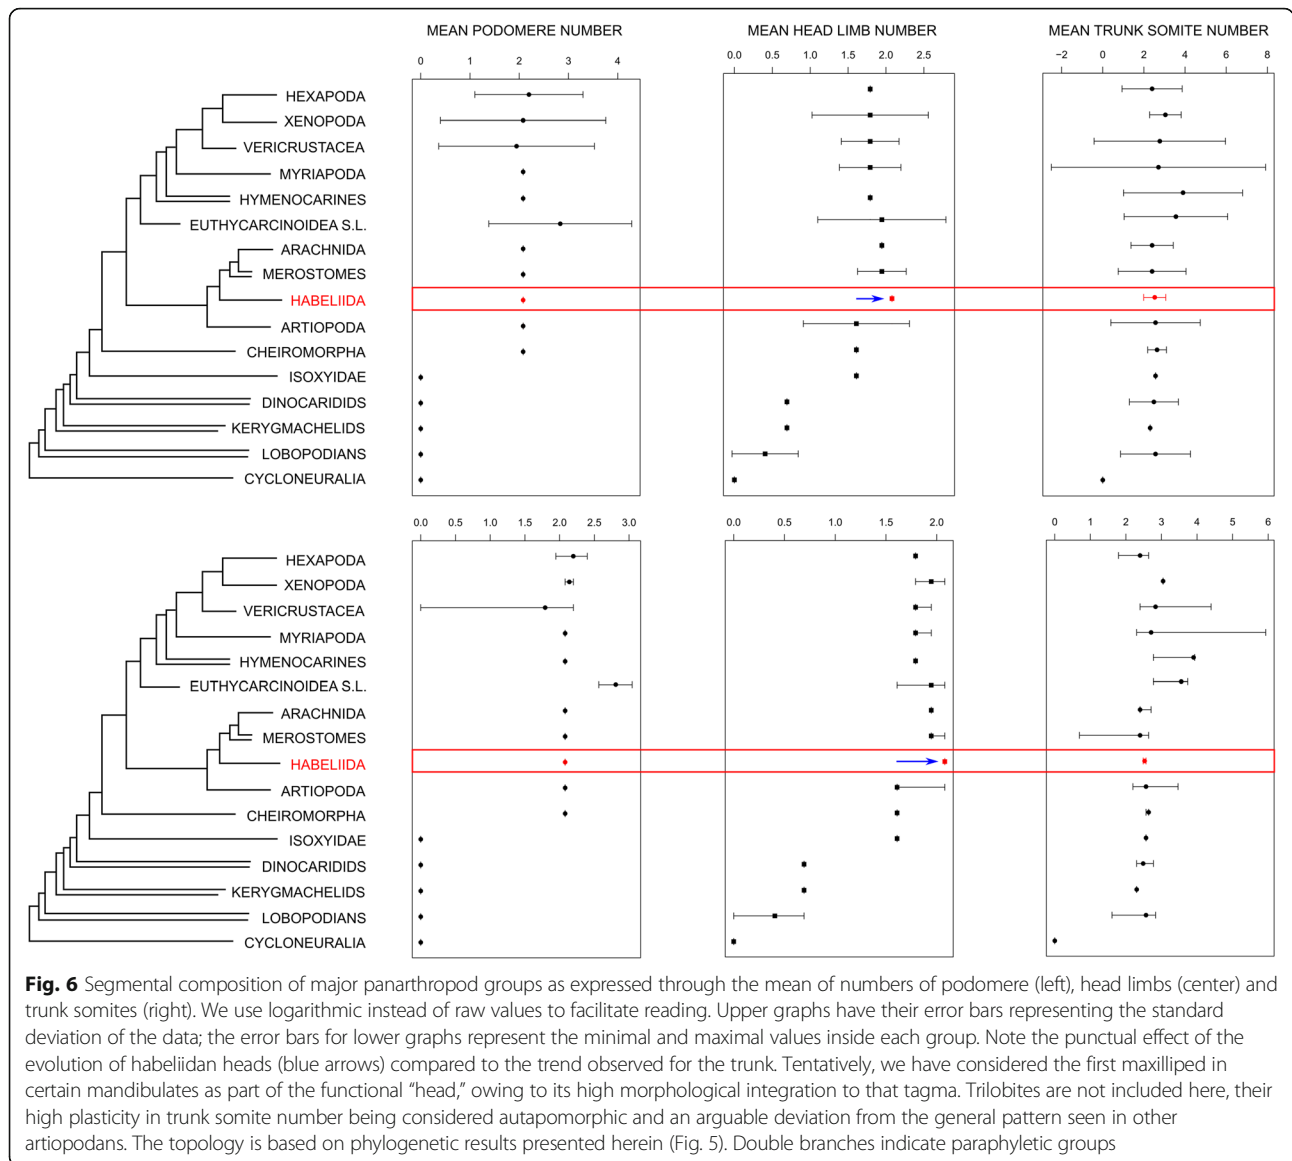 MEAN PODOMERE NUMBER MEAN HEAD LIMB NUMBER MEAN TRUNK SOMITE NUMBER
0 1 2 3 4 0.0 0.5 1.0 1.5 2.0 2.5 −2 0 2 4 6 8
HEXAPODA
XENOPODA
VERICRUSTACEA
MYRIAPODA
HYMENOCARINES
EUTHYCARCINOIDEA S.L.
ARACHNIDA
MEROSTOMES
HABELIIDA
ARTIOPODA
CHEIROMORPHA
ISOXYIDAE
DINOCARIDIDS
KERYGMACHELIDS
LOBOPODIANS
CYCLONEURALIA
0.0 0.5 1.0 1.5 2.0 2.5 3.0 0.0 0.5 1.0 1.5 2.0 0 1 2 3 4 5 6
HEXAPODA
XENOPODA
VERICRUSTACEA
MYRIAPODA
HYMENOCARINES
EUTHYCARCINOIDEA S.L.
ARACHNIDA
MEROSTOMES
HABELIIDA
ARTIOPODA
CHEIROMORPHA
ISOXYIDAE
DINOCARIDIDS
KERYGMACHELIDS
LOBOPODIANS
CYCLONEURALIA
Fig. 6 Segmental composition of major panarthropod groups as expressed through the mean of numbers of podomere (left), head limbs (center) and
trunk somites (right). We use logarithmic instead of raw values to facilitate reading. Upper graphs have their error bars representing the standard
deviation of the data; the error bars for lower graphs represent the minimal and maximal values inside each group. Note the punctual effect of the
evolution of habeliidan heads (blue arrows) compared to the trend observed for the trunk. Tentatively, we have considered the first maxilliped in
certain mandibulates as part of the functional “head,” owing to its high morphological integration to that tagma. Trilobites are not included here, their
high plasticity in trunk somite number being considered autapomorphic and an arguable deviation from the general pattern seen in other
artiopodans. The topology is based on phylogenetic results presented herein (Fig. 5). Double branches indicate paraphyletic groups